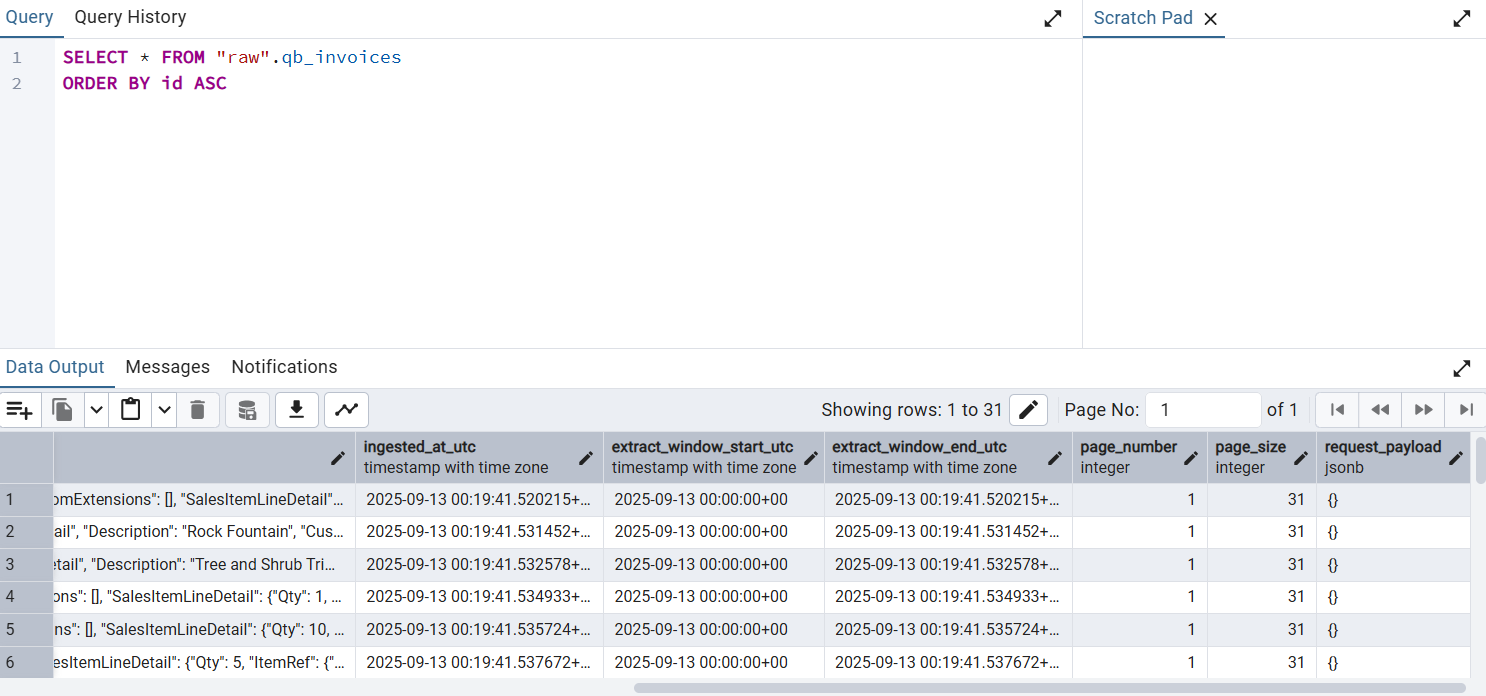 Query Query History Scratch Pad
1 SELECT * FROM "raw".qb_invoices
2 ORDER BY id ASC
Data Output Messages Notifications
Showing rows: 1 to 31 Page No: 1 of 1
ingested_at_utc extract_window_start_utc extract_window_end_utc page_number page_size request_payload
timestamp with time zone timestamp with time zone timestamp with time zone integer integer jsonb
1 omExtensions": [], "SalesItemLineDetail"... 2025-09-13 00:19:41.520215+... 2025-09-13 00:00:00+00 2025-09-13 00:19:41.520215+... 1 31 {}
2 ail", "Description": "Rock Fountain", "Cus... 2025-09-13 00:19:41.531452+... 2025-09-13 00:00:00+00 2025-09-13 00:19:41.531452+... 1 31 {}
3 etail", "Description": "Tree and Shrub Tri... 2025-09-13 00:19:41.532578+... 2025-09-13 00:00:00+00 2025-09-13 00:19:41.532578+... 1 31 {}
4 ons": [], "SalesItemLineDetail": {"Qty": 1, ... 2025-09-13 00:19:41.534933+... 2025-09-13 00:00:00+00 2025-09-13 00:19:41.534933+... 1 31 {}
5 ns": [], "SalesItemLineDetail": {"Qty": 10, ... 2025-09-13 00:19:41.535724+... 2025-09-13 00:00:00+00 2025-09-13 00:19:41.535724+... 1 31 {}
6 esItemLineDetail": {"Qty": 5, "ItemRef": {"... 2025-09-13 00:19:41.537672+... 2025-09-13 00:00:00+00 2025-09-13 00:19:41.537672+... 1 31 {}